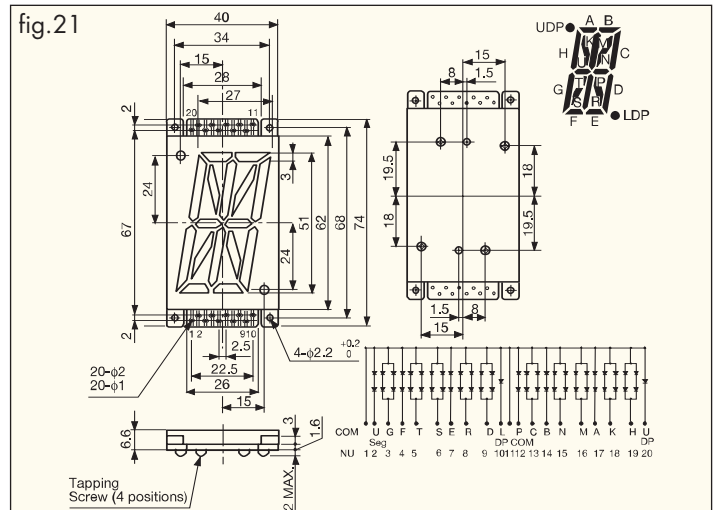 fig.21
40
34
15
28
27
2
20
11
24
67
3
51
62
68
74
24
2
1 2
910
2.5
22.5
26
15
20-ϕ2
20-ϕ1
4-ϕ2.2 +0.2 0
6.6
3
1.6
2 MAX.
Tapping
Screw (4 positions)
15
8
1.5
19.5
18
18
19.5
1.5
8
15
UDP
A B
H K M C
U N
G T P D
S R
F E
LDP
COM U G F T S E R D L P C B N M A K H U
Seg DP COM DP
NU 1 2 3 4 5 6 7 8 9 10 11 12 13 14 15 16 17 18 19 20